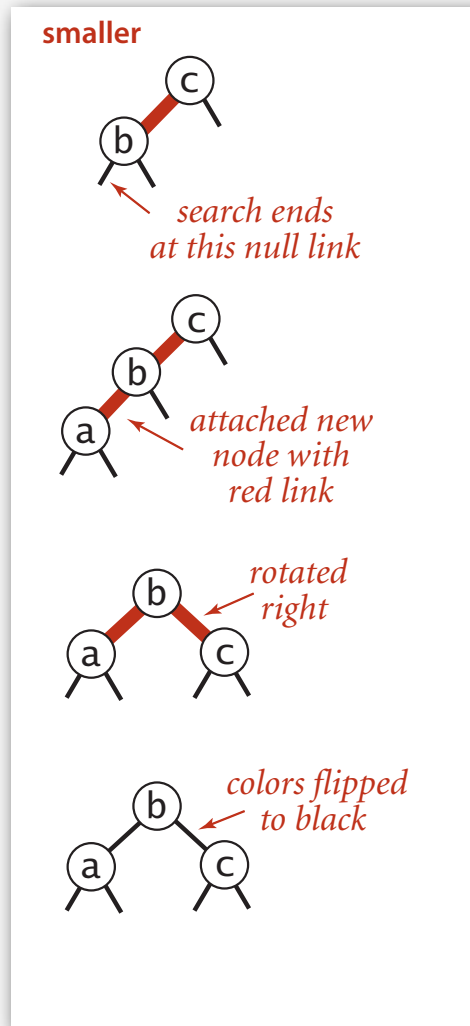 smaller
c
b
search ends
at this null link
c
b
a
attached new
node with
red link
b
rotated
right
a
c
b
colors flipped
to black
a
c